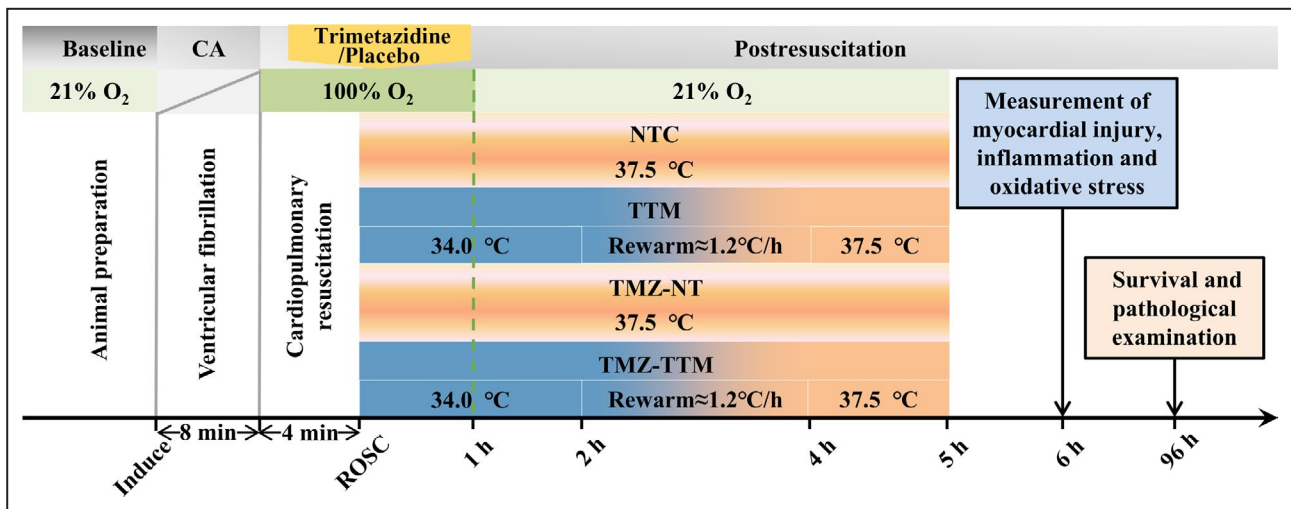 Baseline
CA
Trimetazidine
/Placebo
Postresuscitation
21% O₂
100% O₂
21% O₂
Animal preparation
Ventricular fibrillation
Cardiopulmonary
resuscitation
NTC
37.5 ℃
TTM
34.0 ℃
Rewarm≈1.2℃/h
37.5 ℃
TMZ-NT
37.5 ℃
TMZ-TTM
34.0 ℃
Rewarm≈1.2℃/h
37.5 ℃
Measurement of
myocardial injury,
inflammation and
oxidative stress
Survival and
pathological
examination
8 min
4 min
Induce
ROSC
1 h
2 h
4 h
5 h
6 h
96 h